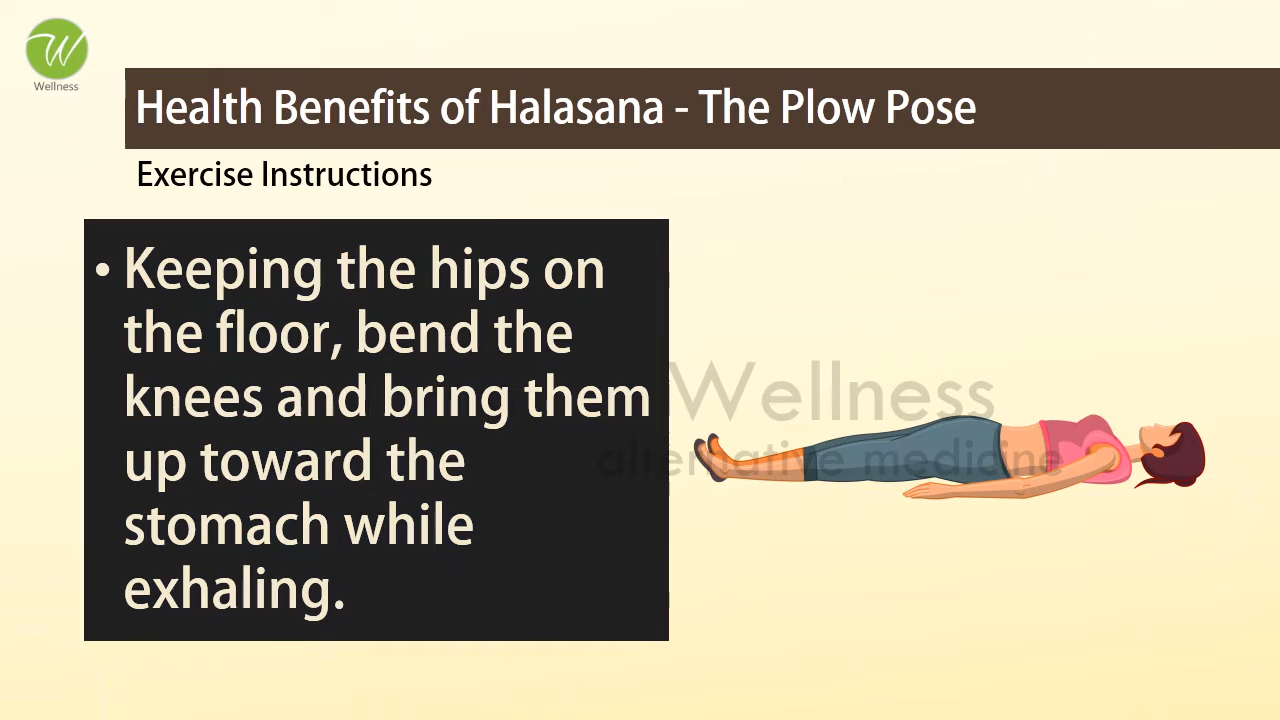 W
Wellness
Health Benefits of Halasana - The Plow Pose
Exercise Instructions
• Keeping the hips on
the floor, bend the
knees and bring them
up toward the
stomach while
exhaling.
Wellness
alternative medicine